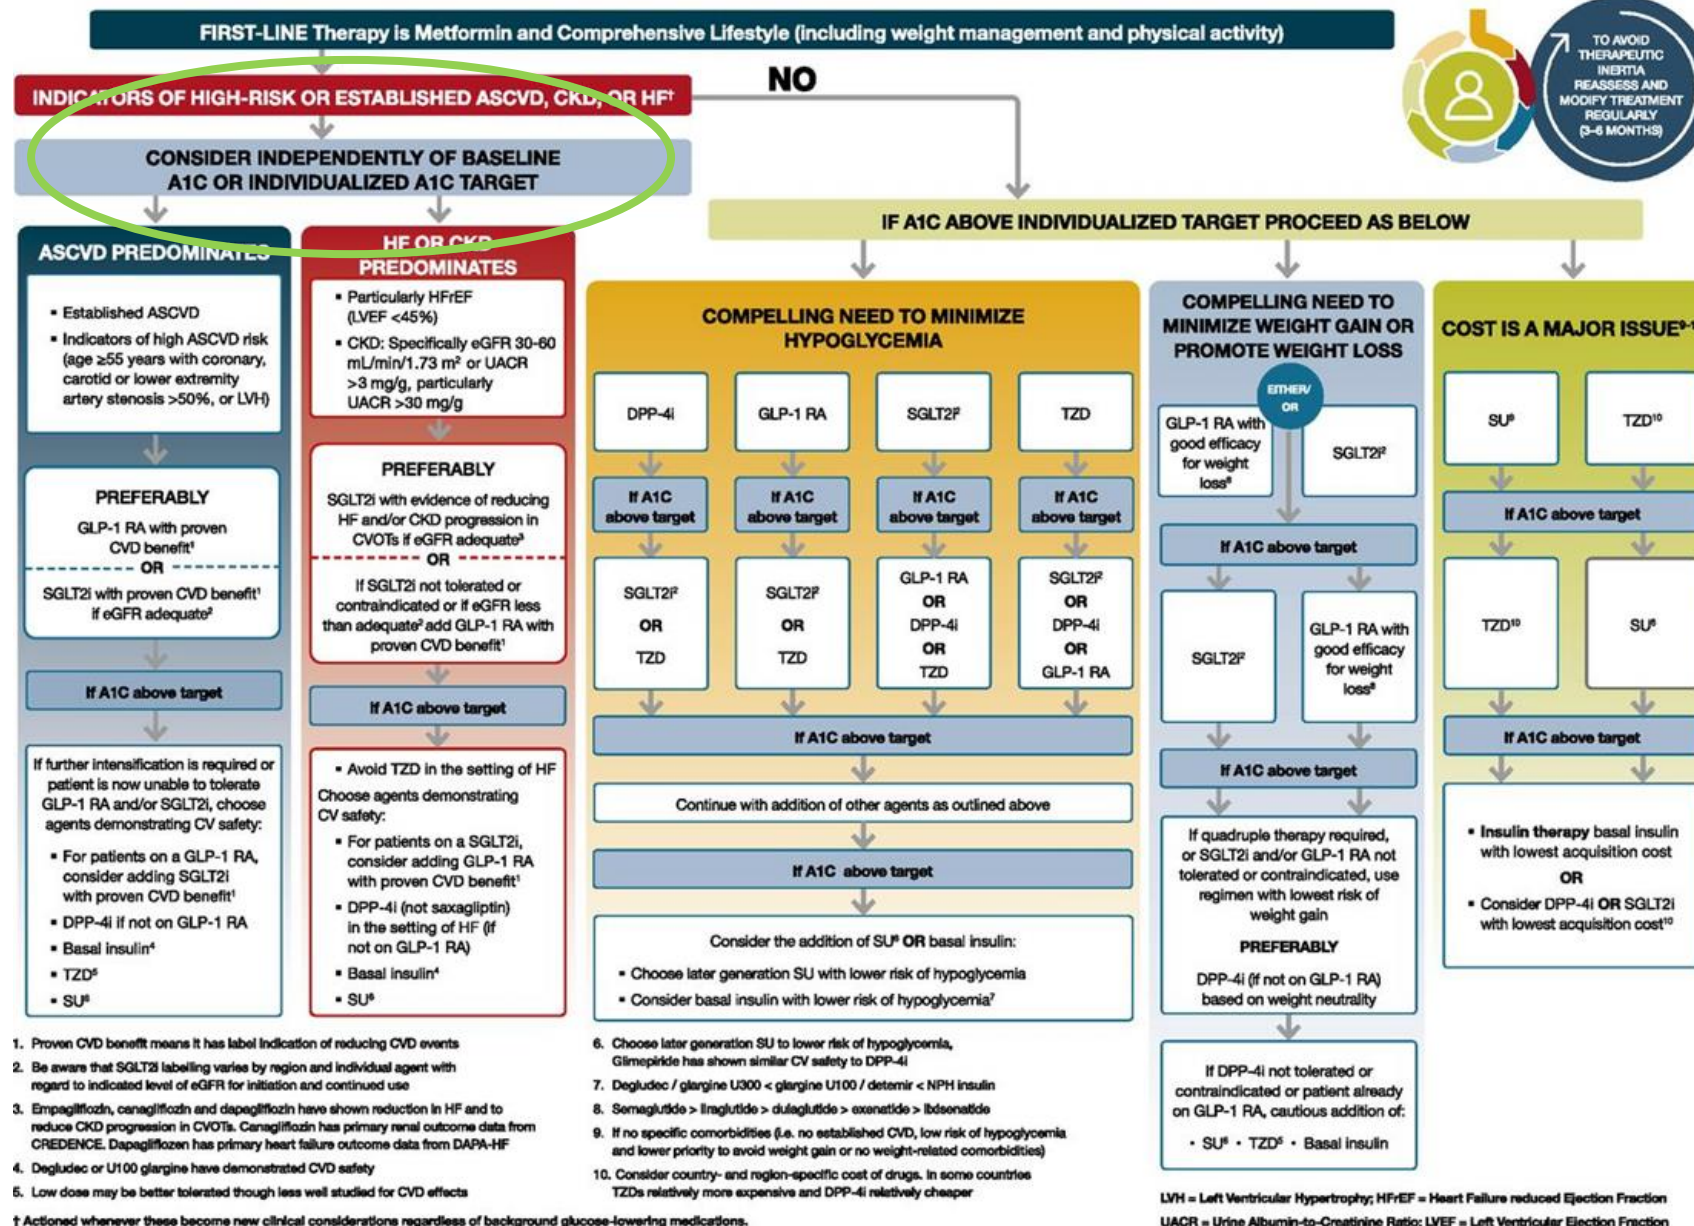 FIRST-LINE Therapy is Metformin and Comprehensive Lifestyle (including weight management and physical activity)
TO AVOID
THERAPEUTIC
INERTIA
REASSESS AND
MODIFY TREATMENT
REGULARLY
(3-6 MONTHS)
INDICATORS OF HIGH-RISK OR ESTABLISHED ASCVD, CKD, OR HF†
NO
CONSIDER INDEPENDENTLY OF BASELINE
A1C OR INDIVIDUALIZED A1C TARGET
IF A1C ABOVE INDIVIDUALIZED TARGET PROCEED AS BELOW
ASCVD PREDOMINATES
▪ Established ASCVD
▪ Indicators of high ASCVD risk
(age ≥55 years with coronary,
carotid or lower extremity
artery stenosis >50%, or LVH)
PREFERABLY
GLP-1 RA with proven
CVD benefit¹
OR
SGLT2i with proven CVD benefit¹
if eGFR adequate²
If A1C above target
If further intensification is required or
patient is now unable to tolerate
GLP-1 RA and/or SGLT2i, choose
agents demonstrating CV safety:
▪ For patients on a GLP-1 RA,
consider adding SGLT2i
with proven CVD benefit¹
▪ DPP-4i if not on GLP-1 RA
▪ Basal insulin⁴
▪ TZD⁵
▪ SU⁶
HF OR CKD
PREDOMINATES
▪ Particularly HFrEF
(LVEF <45%)
▪ CKD: Specifically eGFR 30-60
mL/min/1.73 m² or UACR
>3 mg/g, particularly
UACR >30 mg/g
PREFERABLY
SGLT2i with evidence of reducing
HF and/or CKD progression in
CVOTs if eGFR adequate³
OR
If SGLT2i not tolerated or
contraindicated or if eGFR less
than adequate² add GLP-1 RA with
proven CVD benefit¹
If A1C above target
▪ Avoid TZD in the setting of HF
Choose agents demonstrating
CV safety:
▪ For patients on a SGLT2i,
consider adding GLP-1 RA
with proven CVD benefit¹
▪ DPP-4i (not saxagliptin)
in the setting of HF (if
not on GLP-1 RA)
▪ Basal insulin⁴
▪ SU⁶
COMPELLING NEED TO MINIMIZE
HYPOGLYCEMIA
DPP-4i
GLP-1 RA
SGLT2i²
TZD
If A1C
above target
If A1C
above target
If A1C
above target
If A1C
above target
SGLT2i²
OR
TZD
SGLT2i²
OR
TZD
GLP-1 RA
OR
DPP-4i
OR
TZD
SGLT2i²
OR
DPP-4i
OR
GLP-1 RA
If A1C above target
Continue with addition of other agents as outlined above
If A1C above target
Consider the addition of SU⁶ OR basal insulin:
▪ Choose later generation SU with lower risk of hypoglycemia
▪ Consider basal insulin with lower risk of hypoglycemia⁷
COMPELLING NEED TO
MINIMIZE WEIGHT GAIN OR
PROMOTE WEIGHT LOSS
EITHER/
OR
GLP-1 RA with
good efficacy
for weight
loss⁸
SGLT2i²
If A1C above target
SGLT2i²
GLP-1 RA with
good efficacy
for weight
loss⁸
If A1C above target
If quadruple therapy required,
or SGLT2i and/or GLP-1 RA not
tolerated or contraindicated, use
regimen with lowest risk of
weight gain
PREFERABLY
DPP-4i (if not on GLP-1 RA)
based on weight neutrality
If DPP-4i not tolerated or
contraindicated or patient already
on GLP-1 RA, cautious addition of:
• SU⁶ • TZD⁵ • Basal insulin
COST IS A MAJOR ISSUE⁹⁻¹
SU⁶
TZD¹⁰
If A1C above target
TZD¹⁰
SU⁶
If A1C above target
▪ Insulin therapy basal insulin
with lowest acquisition cost
OR
▪ Consider DPP-4i OR SGLT2i
with lowest acquisition cost¹⁰
1. Proven CVD benefit means it has label indication of reducing CVD events
2. Be aware that SGLT2i labelling varies by region and individual agent with
regard to indicated level of eGFR for initiation and continued use
3. Empagliflozin, canagliflozin and dapagliflozin have shown reduction in HF and to
reduce CKD progression in CVOTs. Canagliflozin has primary renal outcome data from
CREDENCE. Dapagliflozen has primary heart failure outcome data from DAPA-HF
4. Degludec or U100 glargine have demonstrated CVD safety
5. Low dose may be better tolerated though less well studied for CVD effects
† Actioned whenever these become new clinical considerations regardless of background glucose-lowering medications.
6. Choose later generation SU to lower risk of hypoglycemia,
Glimepiride has shown similar CV safety to DPP-4i
7. Degludec / glargine U300 < glargine U100 / detemir < NPH insulin
8. Semaglutide > liraglutide > dulaglutide > exenatide > lixisenatide
9. If no specific comorbidities (i.e. no established CVD, low risk of hypoglycemia
and lower priority to avoid weight gain or no weight-related comorbidities)
10. Consider country- and region-specific cost of drugs. In some countries
TZDs relatively more expensive and DPP-4i relatively cheaper
LVH = Left Ventricular Hypertrophy; HFrEF = Heart Failure reduced Ejection Fraction
UACR = Urine Albumin-to-Creatinine Ratio; LVEF = Left Ventricular Ejection Fraction